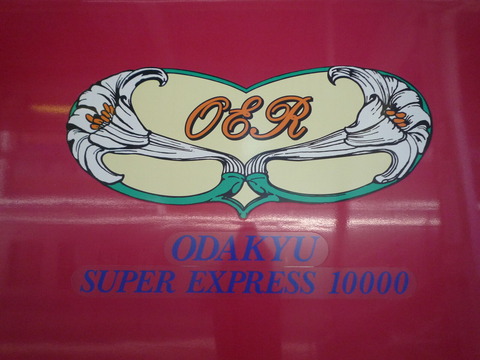 OER
ODAKYU
SUPER EXPRESS 10000